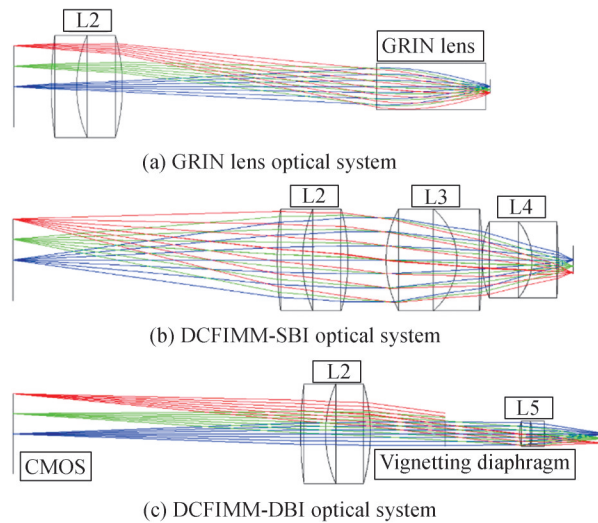 L2
GRIN lens
(a) GRIN lens optical system
L2
L3
L4
(b) DCFIMM-SBI optical system
L2
L5
CMOS
Vignetting diaphragm
(c) DCFIMM-DBI optical system